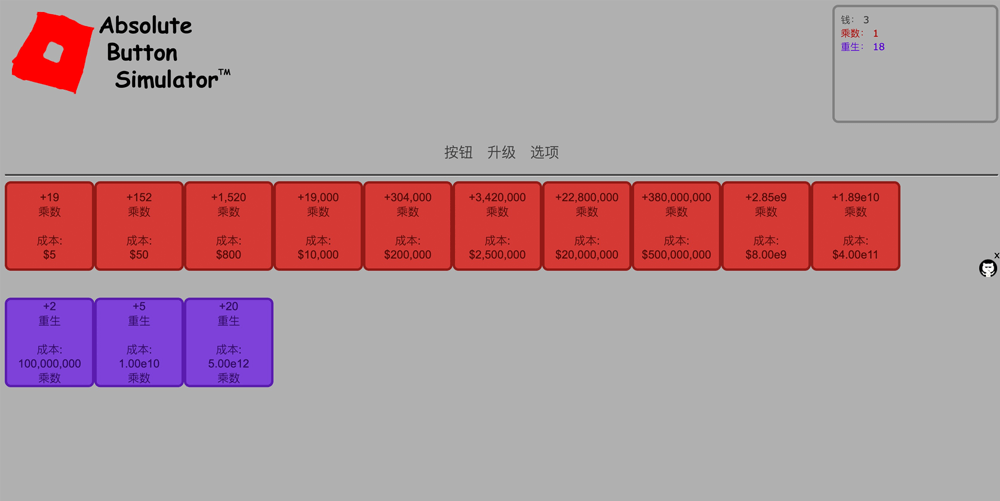 Absolute
Button
Simulator™
钱: 3
乘数: 1
重生: 18
按钮 升级 选项
+19
乘数
成本:
$5
+152
乘数
成本:
$50
+1,520
乘数
成本:
$800
+19,000
乘数
成本:
$10,000
+304,000
乘数
成本:
$200,000
+3,420,000
乘数
成本:
$2,500,000
+22,800,000
乘数
成本:
$20,000,000
+380,000,000
乘数
成本:
$500,000,000
+2.85e9
乘数
成本:
$8.00e9
+1.89e10
乘数
成本:
$4.00e11
x
+2
重生
成本:
100,000,000
乘数
+5
重生
成本:
1.00e10
乘数
+20
重生
成本:
5.00e12
乘数